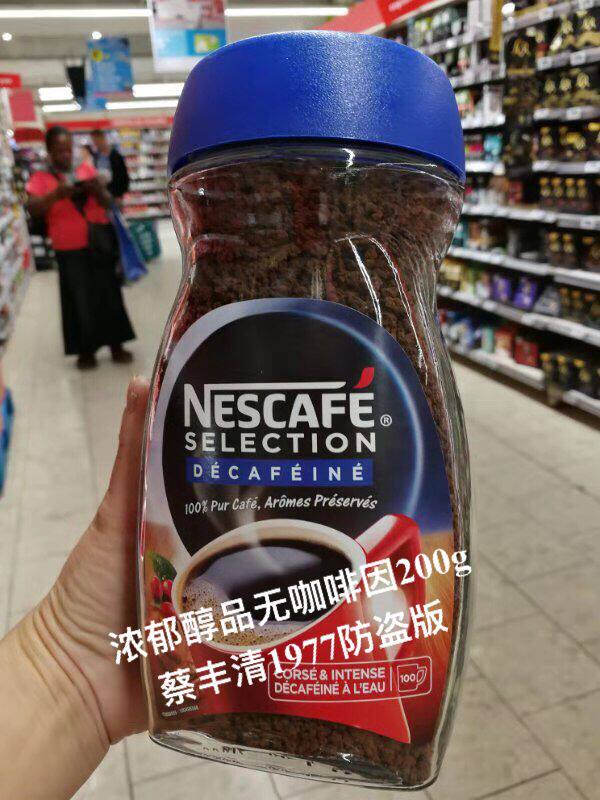 NESCAFÉ®
SELECTION
DÉCAFÉINÉ
100% Pur Café, Arômes Préservés
浓郁醇品无咖啡因200g
蔡丰清1977防盗版
CORSÉ & INTENSE
DÉCAFÉINÉ À L'EAU
100